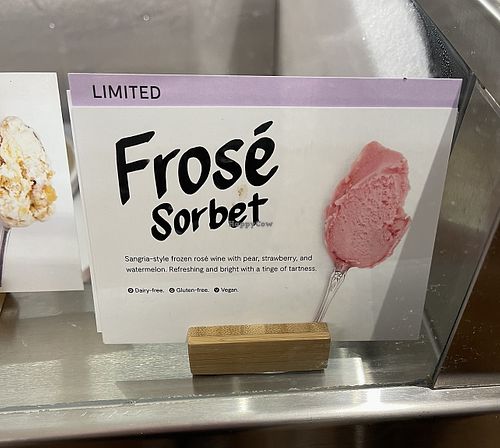 LIMITED
Frosé
Sorbet
HappyCow
Sangria-style frozen rosé wine with pear, strawberry, and
watermelon. Refreshing and bright with a tinge of tartness.
Dairy-free. Gluten-free. Vegan.